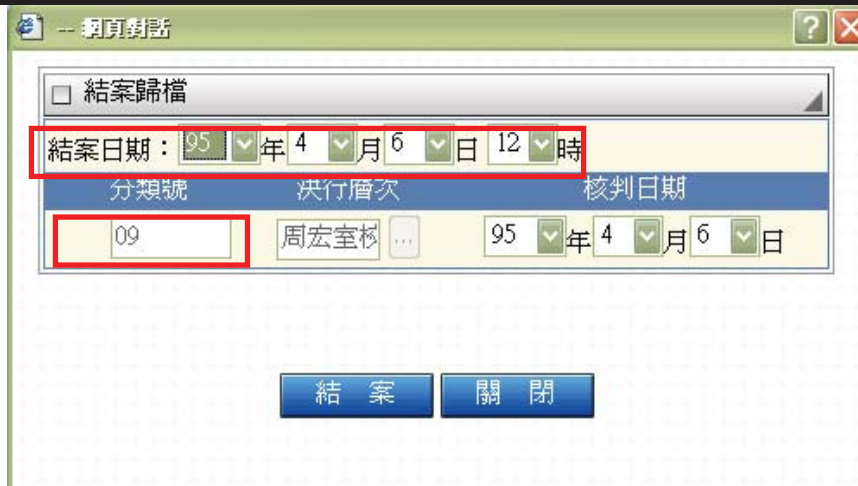 -- 網頁對話
結案歸檔
結案日期：95 年 4 月 6 日 12 時
分類號 決行層次 核判日期
09 周宏室核 ... 95 年 4 月 6 日
結 案 關 閉